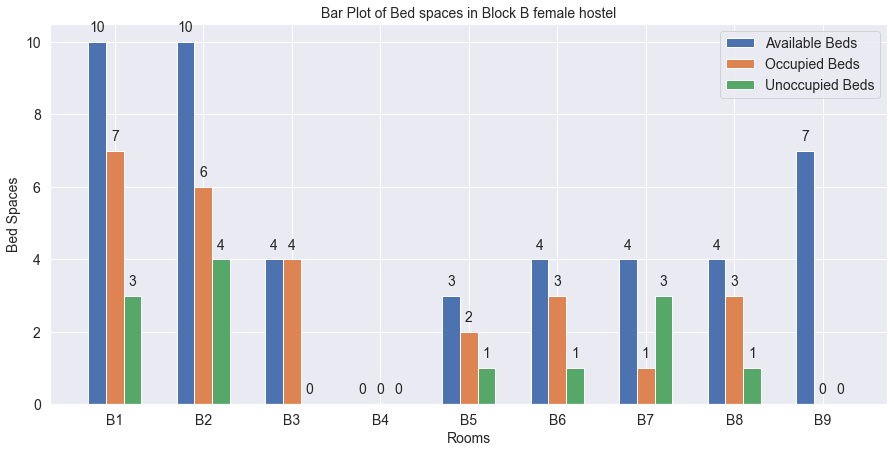 Bar Plot of Bed spaces in Block B female hostel
10 10
10
Available Beds
Occupied Beds
Unoccupied Beds
8
7 7
6 6
4 4 4 4 4 4 4
3 3 3 3 3
2 2
1 1 1 1
0 0 0 0 0 0
0
B1 B2 B3 B4 B5 B6 B7 B8 B9
Rooms
Bed Spaces